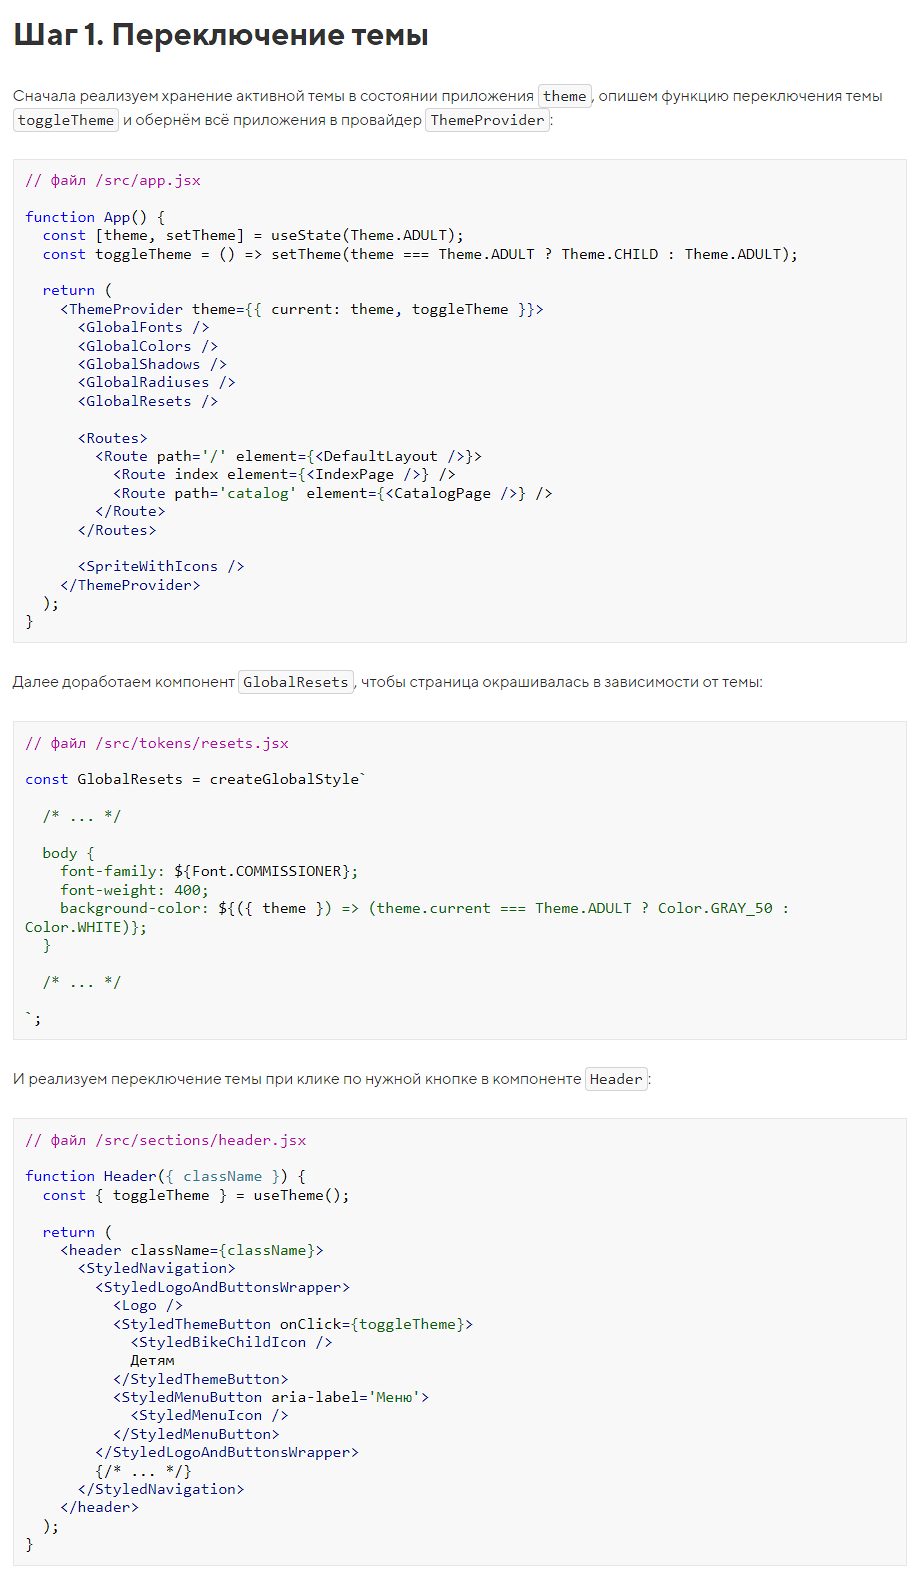 Шаг 1. Переключение темы
Сначала реализуем хранение активной темы в состоянии приложения theme, опишем функцию переключения темы
toggleTheme и обернём всё приложения в провайдер ThemeProvider:
// файл /src/app.jsx
function App() {
  const [theme, setTheme] = useState(Theme.ADULT);
  const toggleTheme = () => setTheme(theme === Theme.ADULT ? Theme.CHILD : Theme.ADULT);
  return (
    <ThemeProvider theme={{ current: theme, toggleTheme }}>
      <GlobalFonts />
      <GlobalColors />
      <GlobalShadows />
      <GlobalRadiuses />
      <GlobalResets />
      <Routes>
        <Route path='/' element={<DefaultLayout />}>
          <Route index element={<IndexPage />} />
          <Route path='catalog' element={<CatalogPage />} />
        </Route>
      </Routes>
      <SpriteWithIcons />
    </ThemeProvider>
  );
}
Далее доработаем компонент GlobalResets, чтобы страница окрашивалась в зависимости от темы:
// файл /src/tokens/resets.jsx
const GlobalResets = createGlobalStyle`
  /* ... */
  body {
    font-family: ${Font.COMMISSIONER};
    font-weight: 400;
    background-color: ${({ theme }) => (theme.current === Theme.ADULT ? Color.GRAY_50 :
Color.WHITE)};
  }
  /* ... */
`;
И реализуем переключение темы при клике по нужной кнопке в компоненте Header:
// файл /src/sections/header.jsx
function Header({ className }) {
  const { toggleTheme } = useTheme();
  return (
    <header className={className}>
      <StyledNavigation>
        <StyledLogoAndButtonsWrapper>
          <Logo />
          <StyledThemeButton onClick={toggleTheme}>
            <StyledBikeChildIcon />
            Детям
          </StyledThemeButton>
          <StyledMenuButton aria-label='Меню'>
            <StyledMenuIcon />
          </StyledMenuButton>
        </StyledLogoAndButtonsWrapper>
        {/* ... */}
      </StyledNavigation>
    </header>
  );
}